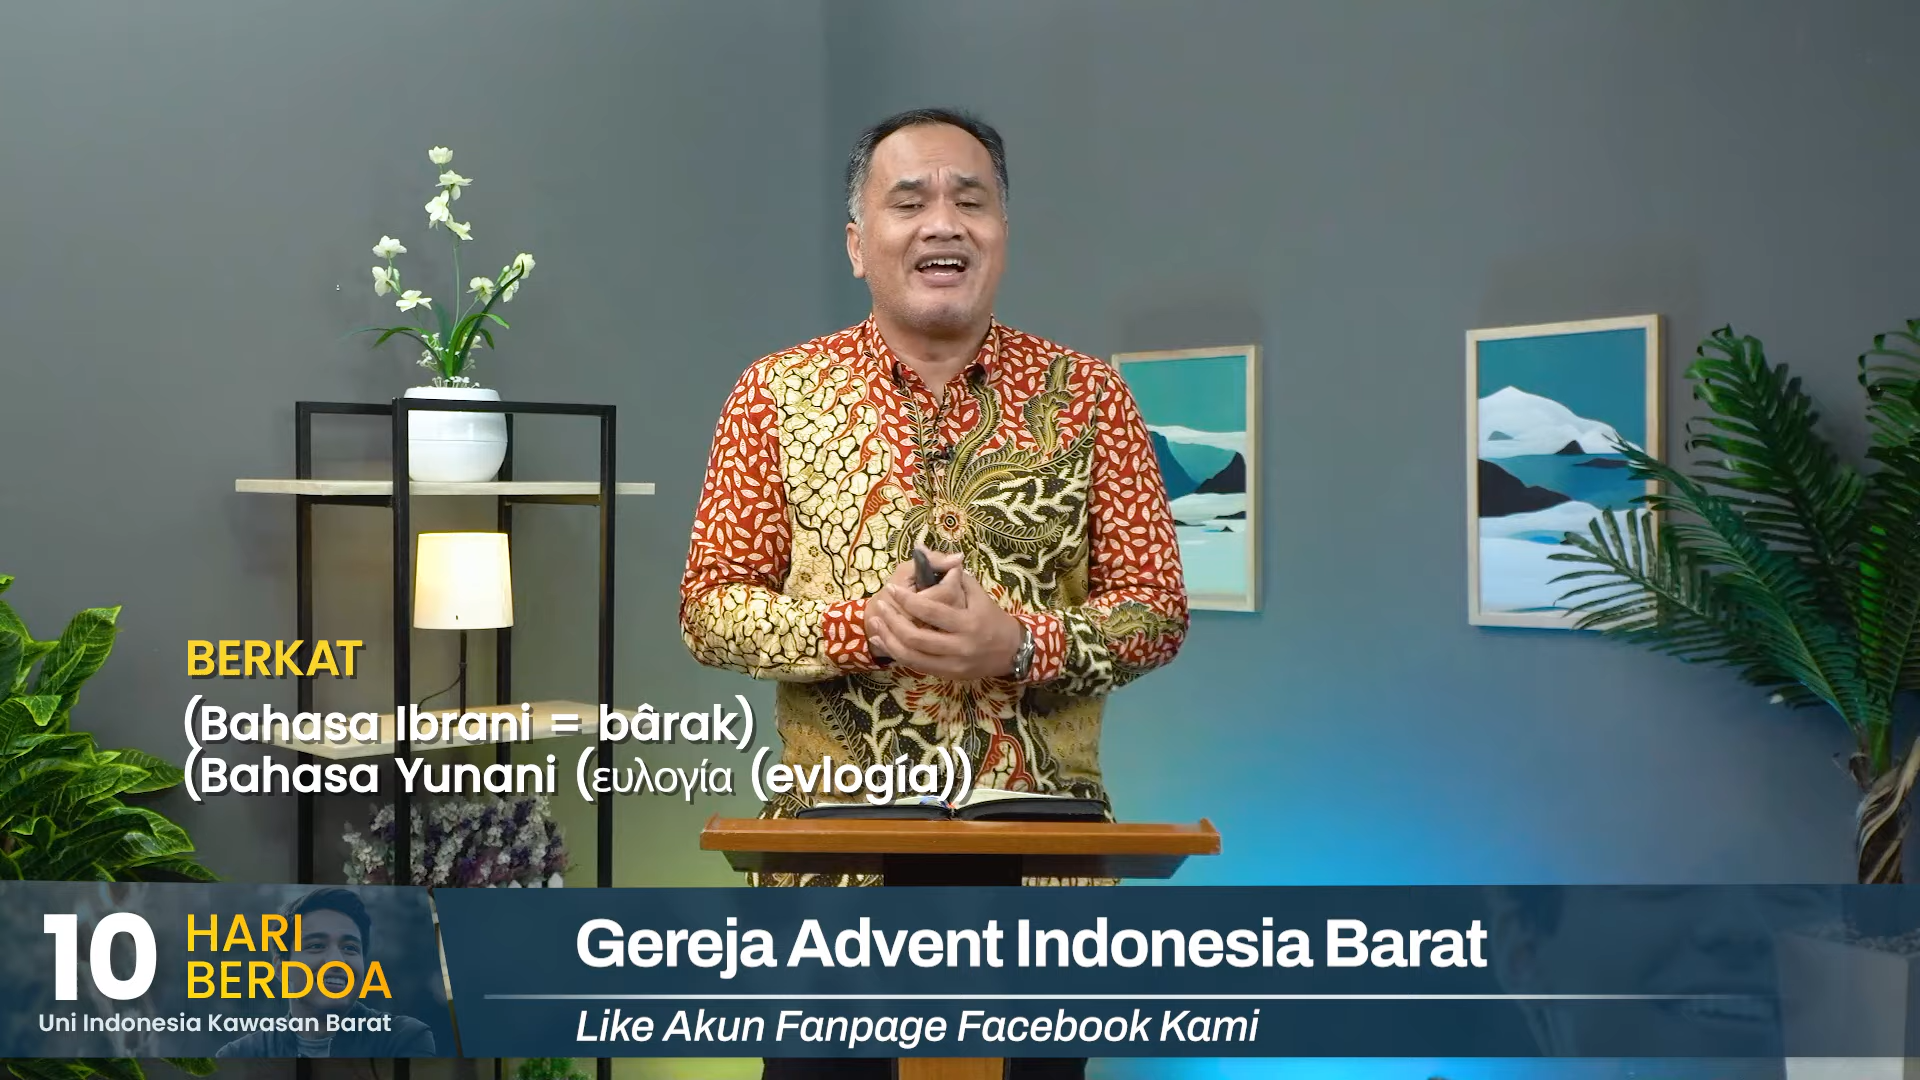 BERKAT
(Bahasa Ibrani = bârak)
(Bahasa Yunani (ευλογία (evlogía))
10 HARI BERDOA
Uni Indonesia Kawasan Barat
Gereja Advent Indonesia Barat
Like Akun Fanpage Facebook Kami